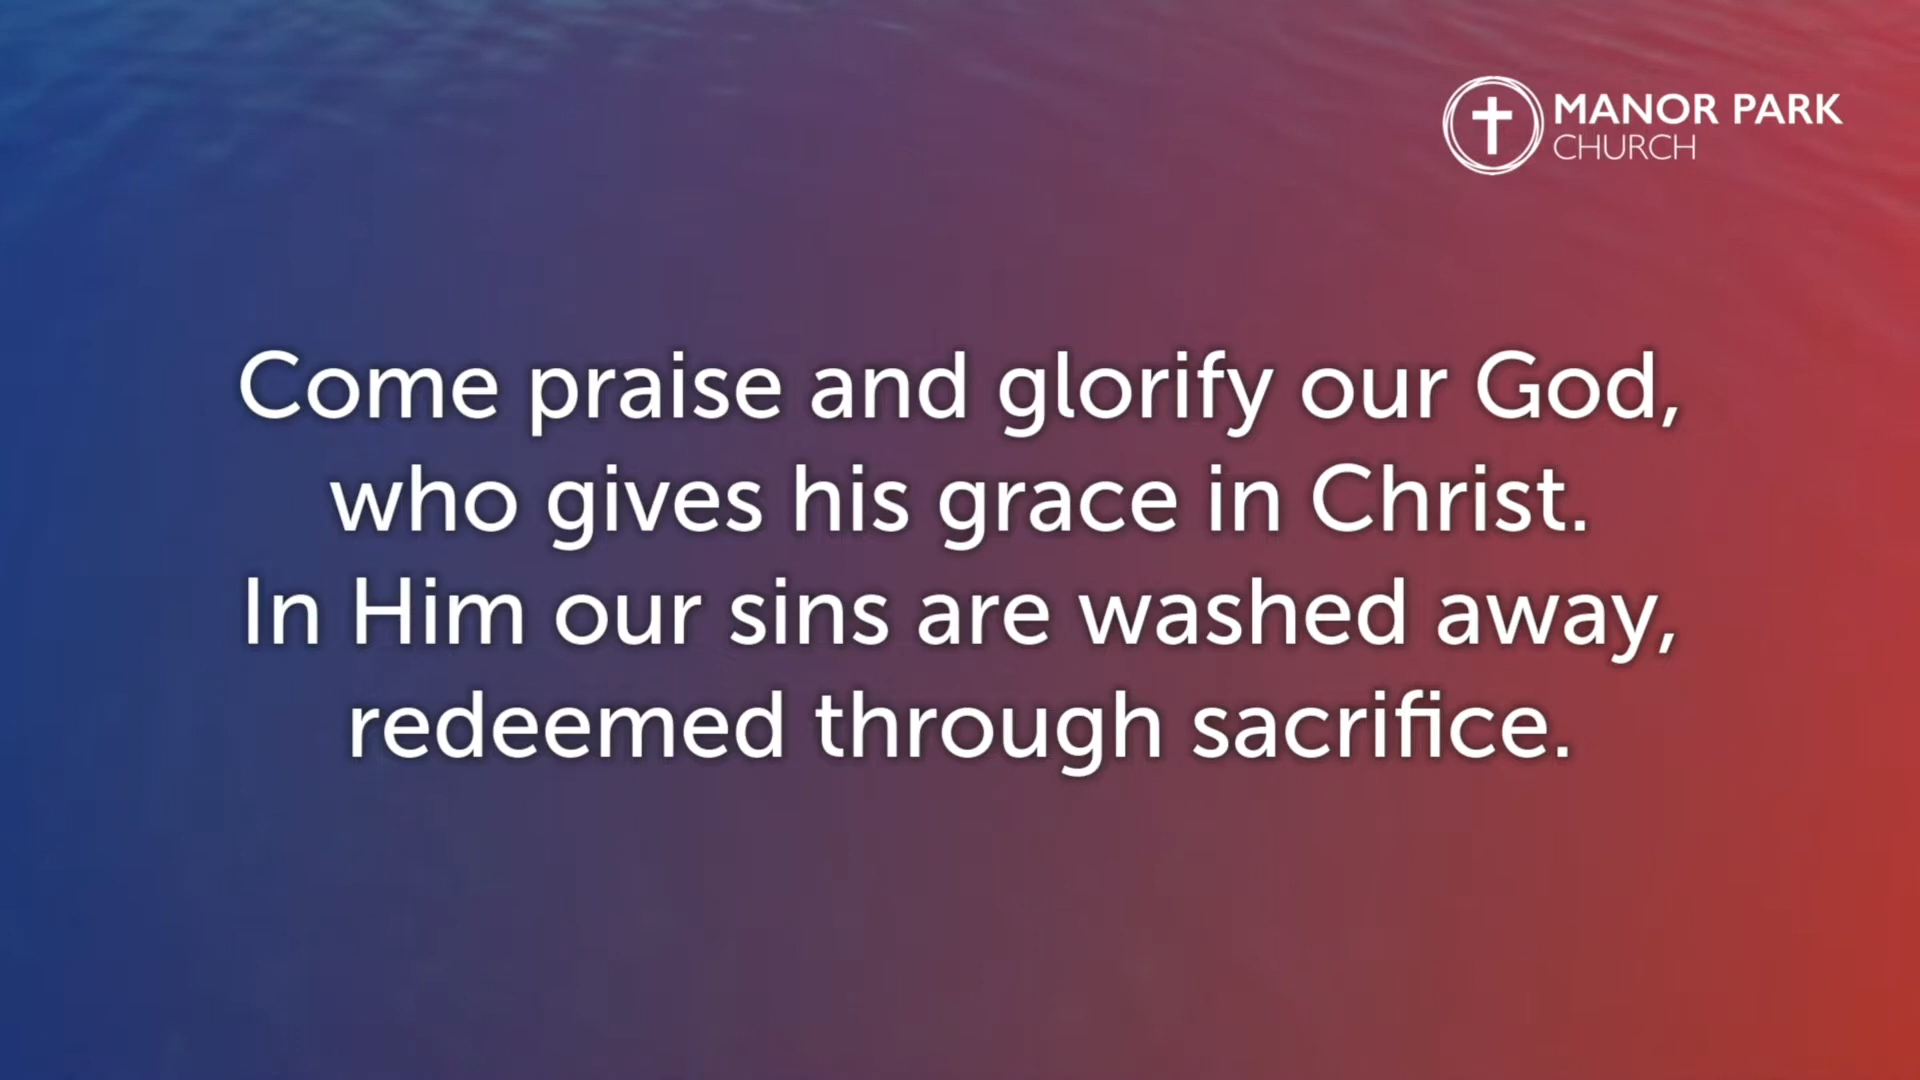 MANOR PARK
CHURCH
Come praise and glorify our God,
who gives his grace in Christ.
In Him our sins are washed away,
redeemed through sacrifice.